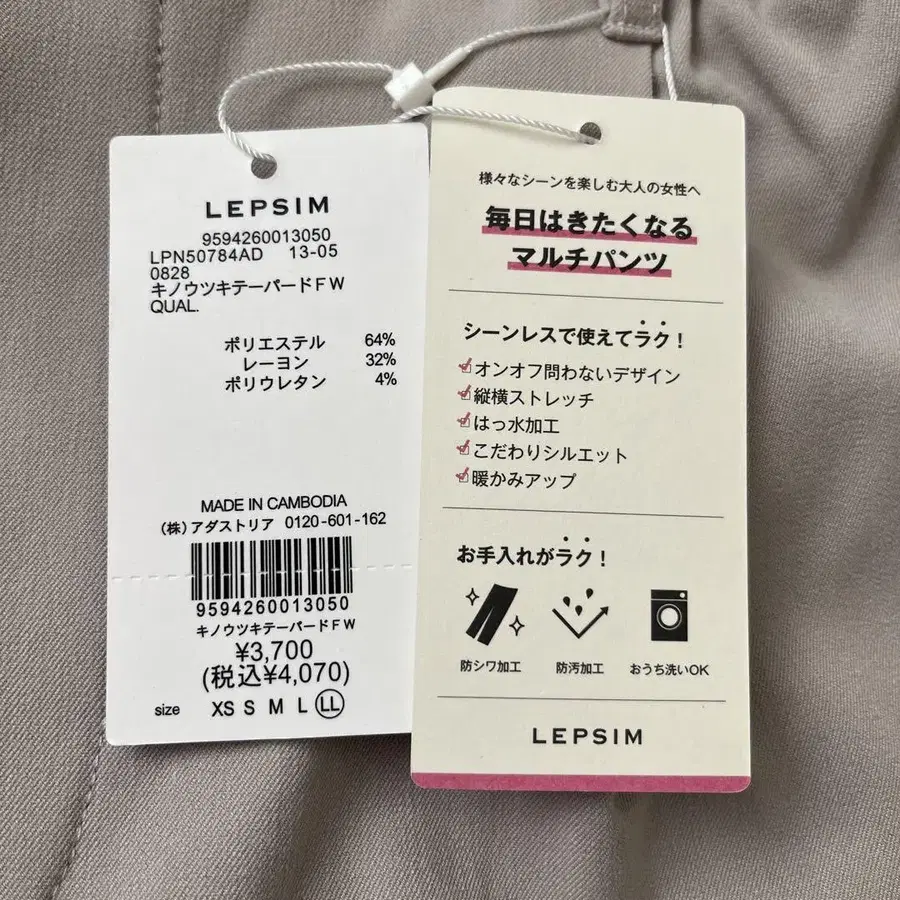 LEPSIM
9594260013050
LPN50784AD 13-05
0828
キノウツキテーパードFW
QUAL.
ポリエステル 64%
レーヨン 32%
ポリウレタン 4%
MADE IN CAMBODIA
(株)アダストリア 0120-601-162
9594260013050
キノウツキテーパードFW
¥3,700
(税込¥4,070)
size XS S M L LL
様々なシーンを楽しむ大人の女性へ
毎日はきたくなる
マルチパンツ
シーンレスで使えてラク!
オンオフ問わないデザイン
縦横ストレッチ
はっ水加工
こだわりシルエット
暖かみアップ
お手入れがラク!
防シワ加工 防汚加工 おうち洗いOK
LEPSIM